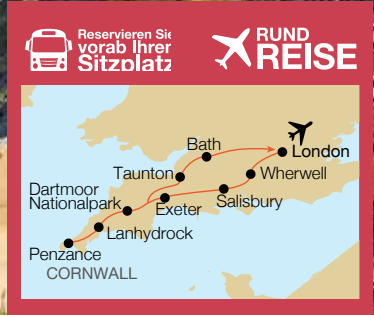 Reservieren Sie
vorab Ihren
Sitzplatz
RUND
REISE
Bath
London
Taunton
Wherwell
Dartmoor
Nationalpark
Exeter
Salisbury
Lanhydrock
Penzance
CORNWALL